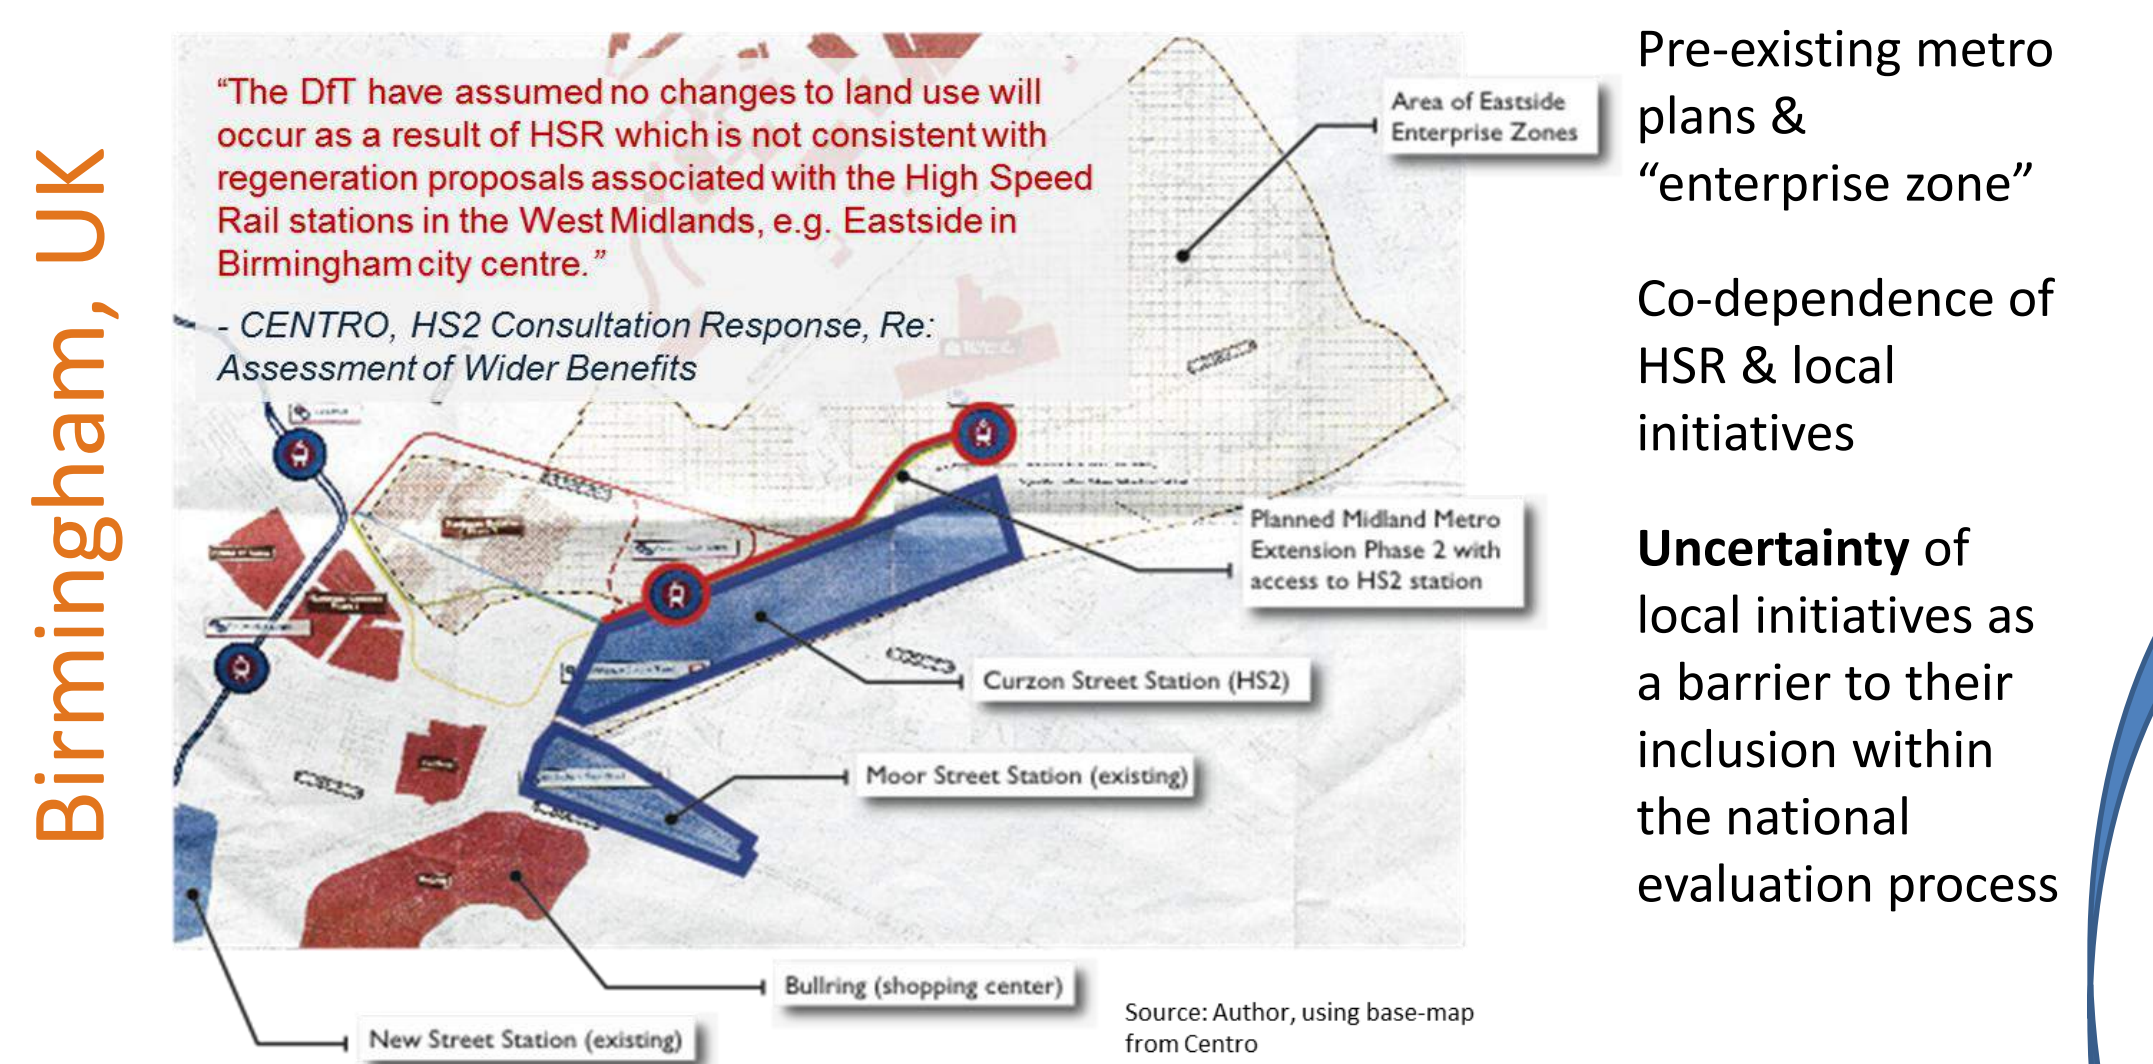 Birmingham, UK
“The DfT have assumed no changes to land use will
occur as a result of HSR which is not consistent with
regeneration proposals associated with the High Speed
Rail stations in the West Midlands, e.g. Eastside in
Birmingham city centre.”
- CENTRO, HS2 Consultation Response, Re:
Assessment of Wider Benefits
Area of Eastside
Enterprise Zones
Planned Midland Metro
Extension Phase 2 with
access to HS2 station
Curzon Street Station (HS2)
Moor Street Station (existing)
Bullring (shopping center)
New Street Station (existing)
Source: Author, using base-map
from Centro
Pre-existing metro
plans &
“enterprise zone”
Co-dependence of
HSR & local
initiatives
Uncertainty of
local initiatives as
a barrier to their
inclusion within
the national
evaluation process